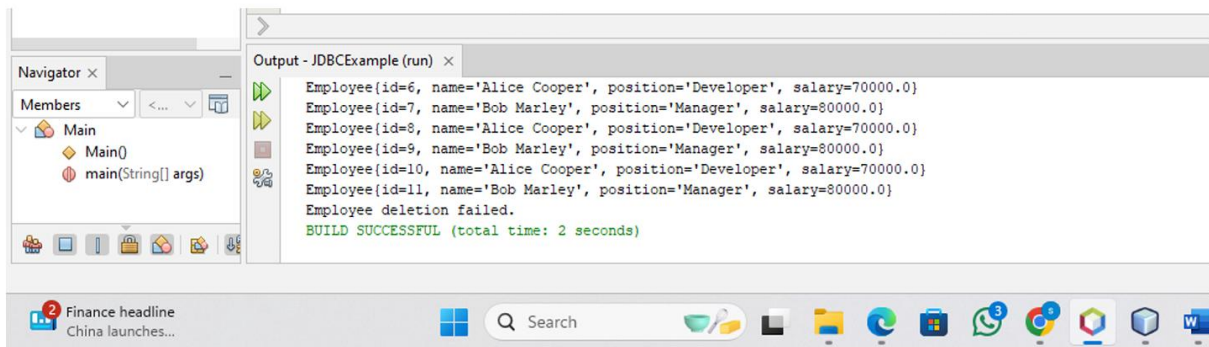 Output - JDBCExample (run) ×
Navigator ×
Members
<...
Main
Main()
main(String[] args)
Employee{id=6, name='Alice Cooper', position='Developer', salary=70000.0}
Employee{id=7, name='Bob Marley', position='Manager', salary=80000.0}
Employee{id=8, name='Alice Cooper', position='Developer', salary=70000.0}
Employee{id=9, name='Bob Marley', position='Manager', salary=80000.0}
Employee{id=10, name='Alice Cooper', position='Developer', salary=70000.0}
Employee{id=11, name='Bob Marley', position='Manager', salary=80000.0}
Employee deletion failed.
BUILD SUCCESSFUL (total time: 2 seconds)
2
Finance headline
China launches...
Search
3
s
W